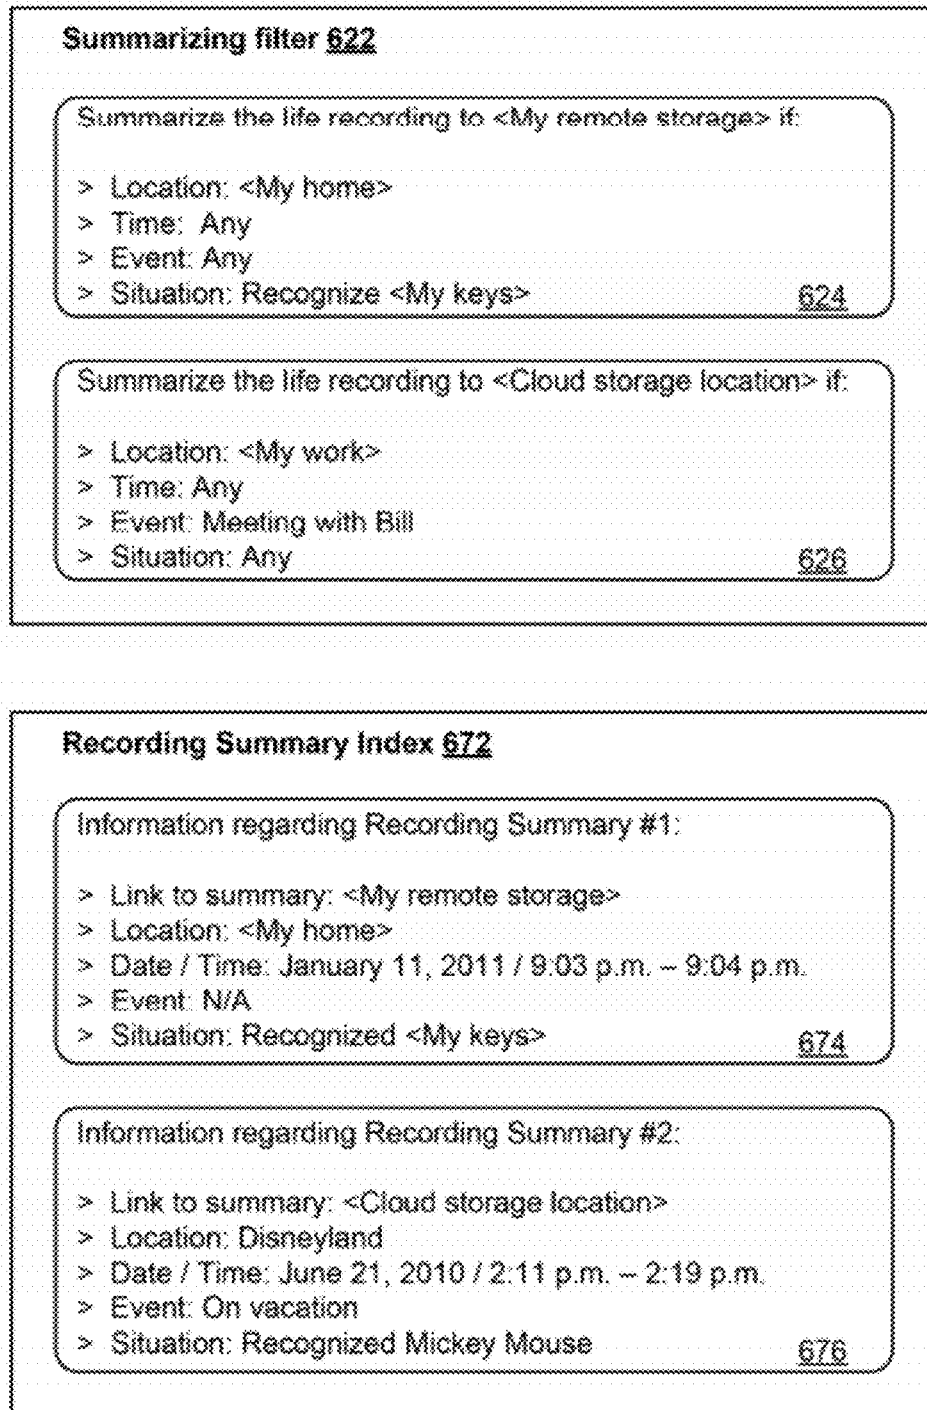 Summarizing filter 622
Summarize the life recording to <My remote storage> if:
> Location: <My home>
> Time: Any
> Event: Any
> Situation: Recognize <My keys>
624
Summarize the life recording to <Cloud storage location> if:
> Location: <My work>
> Time: Any
> Event: Meeting with Bill
> Situation: Any
626
Recording Summary Index 672
Information regarding Recording Summary #1:
> Link to summary: <My remote storage>
> Location: <My home>
> Date / Time: January 11, 2011 / 9:03 p.m. – 9:04 p.m.
> Event: N/A
> Situation: Recognized <My keys>
674
Information regarding Recording Summary #2:
> Link to summary: <Cloud storage location>
> Location: Disneyland
> Date / Time: June 21, 2010 / 2:11 p.m. – 2:19 p.m.
> Event: On vacation
> Situation: Recognized Mickey Mouse
676